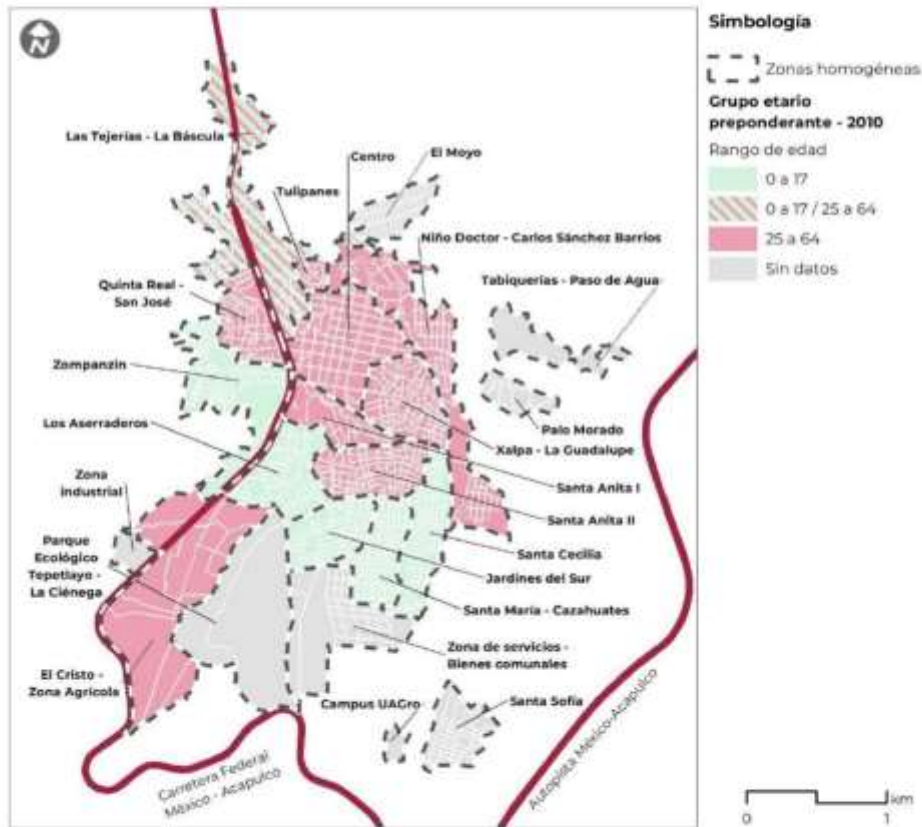 N
Las Tejerías - La Báscula
Centro
El Moyo
Tulipanes
Niño Doctor - Carlos Sánchez Barrios
Tabiquerías - Paso de Agua
Quinta Real -
San José
Zompanzin
Los Aserraderos
Palo Morado
Xalpa - La Guadalupe
Zona
industrial
Santa Anita I
Santa Anita II
Parque
Ecológico
Tepetlayo -
La Ciénega
Santa Cecilia
Jardines del Sur
Santa María - Cazahuates
Zona de servicios -
Bienes comunales
El Cristo -
Zona Agrícola
Campus UAGro
Santa Sofía
Carretera Federal
México - Acapulco
Autopista México-Acapulco
Simbología
Zonas homogéneas
Grupo etario
preponderante - 2010
Rango de edad
0 a 17
0 a 17 / 25 a 64
25 a 64
Sin datos
km
0 1